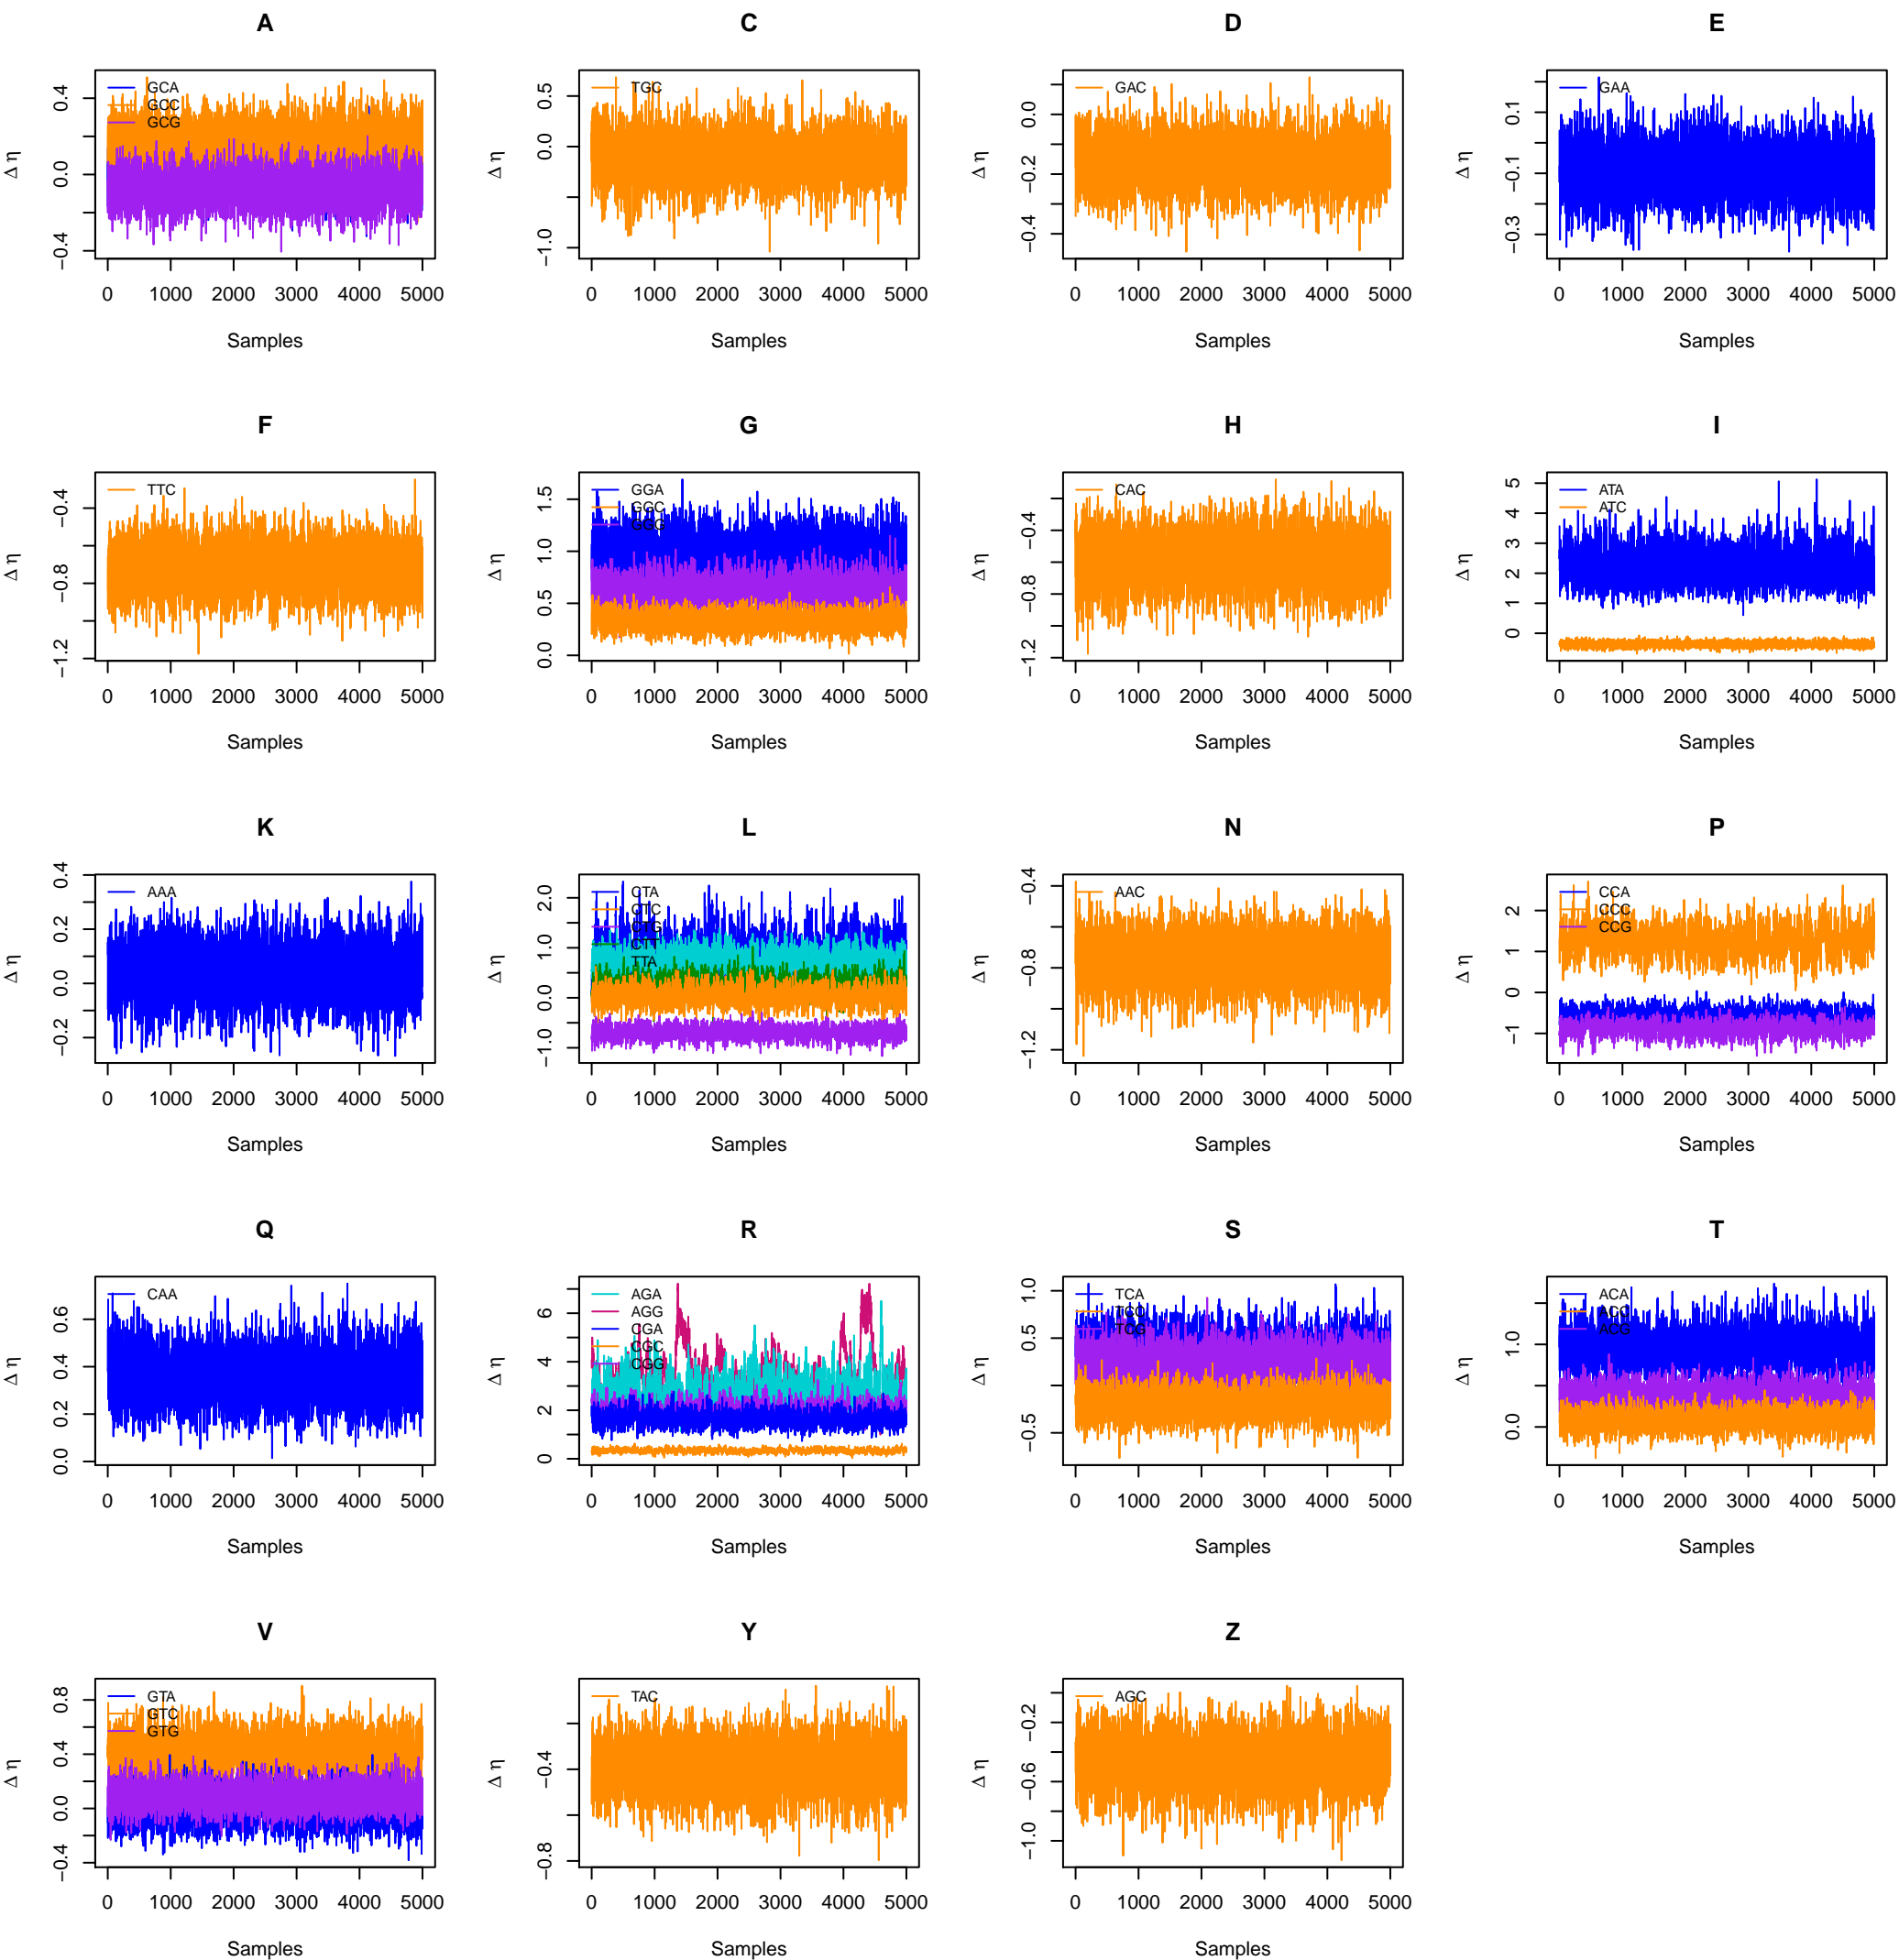 A
Δ η
0.4
0.0
−0.4
GCA
GCC
GCG
0 1000 2000 3000 4000 5000
Samples
C
Δ η
0.5
0.0
−1.0
TGC
0 1000 2000 3000 4000 5000
Samples
D
Δ η
0.0
−0.2
−0.4
GAC
0 1000 2000 3000 4000 5000
Samples
E
Δ η
0.1
−0.1
−0.3
GAA
0 1000 2000 3000 4000 5000
Samples
F
Δ η
−0.4
−0.8
−1.2
TTC
0 1000 2000 3000 4000 5000
Samples
G
Δ η
1.5
1.0
0.5
0.0
GGA
GGC
GGG
0 1000 2000 3000 4000 5000
Samples
H
Δ η
−0.4
−0.8
−1.2
CAC
0 1000 2000 3000 4000 5000
Samples
I
Δ η
5
4
3
2
1
0
ATA
ATC
0 1000 2000 3000 4000 5000
Samples
K
Δ η
0.4
0.2
0.0
−0.2
AAA
0 1000 2000 3000 4000 5000
Samples
L
Δ η
2.0
1.0
0.0
−1.0
CTA
CTC
CTG
CTT
TTA
0 1000 2000 3000 4000 5000
Samples
N
Δ η
−0.4
−0.8
−1.2
AAC
0 1000 2000 3000 4000 5000
Samples
P
Δ η
2
1
0
−1
CCA
CCC
CCG
0 1000 2000 3000 4000 5000
Samples
Q
Δ η
0.6
0.4
0.2
0.0
CAA
0 1000 2000 3000 4000 5000
Samples
R
Δ η
6
4
2
0
AGA
AGG
CGA
CGC
CGG
0 1000 2000 3000 4000 5000
Samples
S
Δ η
1.0
0.5
−0.5
TCA
TCC
TCG
0 1000 2000 3000 4000 5000
Samples
T
Δ η
1.0
0.0
ACA
ACC
ACG
0 1000 2000 3000 4000 5000
Samples
V
Δ η
0.8
0.4
0.0
−0.4
GTA
GTC
GTG
0 1000 2000 3000 4000 5000
Samples
Y
Δ η
−0.4
−0.8
TAC
0 1000 2000 3000 4000 5000
Samples
Z
Δ η
−0.2
−0.6
−1.0
AGC
0 1000 2000 3000 4000 5000
Samples